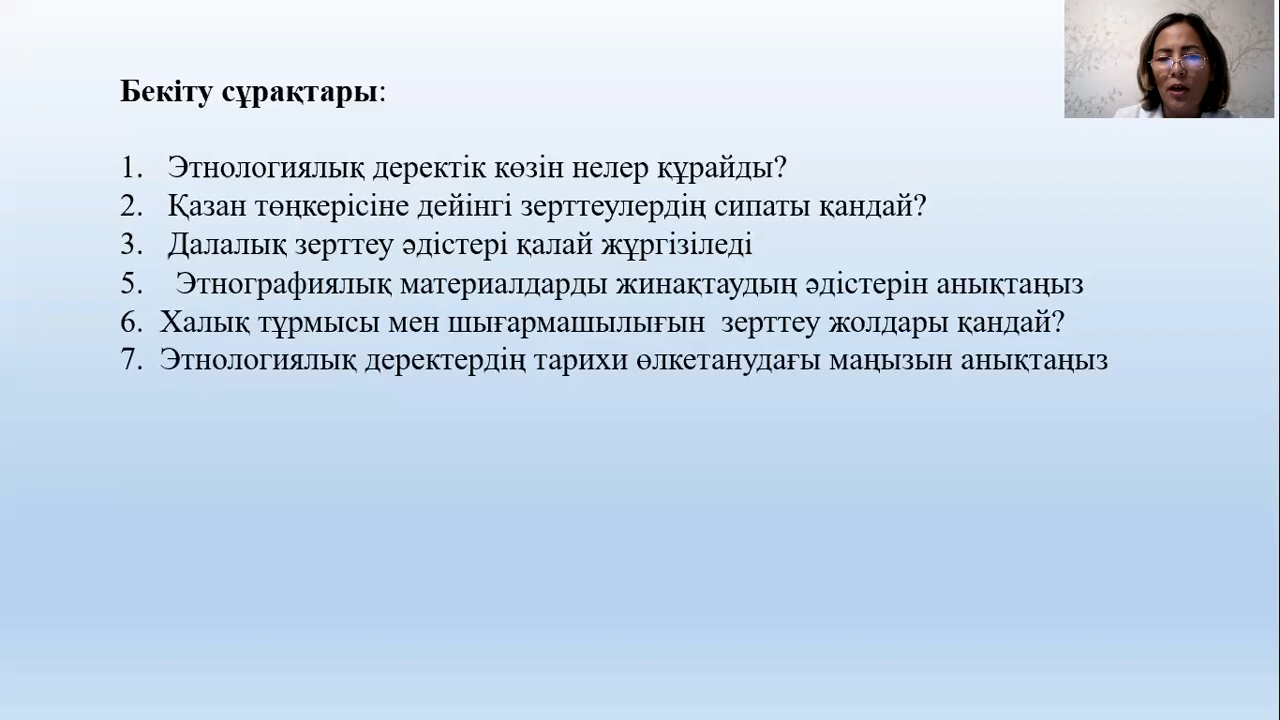 Бекіту сұрақтары:
1. Этнологиялық деректік көзін нелер құрайды?
2. Қазан төңкерісіне дейінгі зерттеулердің сипаты қандай?
3. Далалық зерттеу әдістері қалай жұргізіледі
5. Этнографиялық материалдарды жинақтаудың әдістерін анықтаңыз
6. Халық тұрмысы мен шығармашылығын зерттеу жолдары қандай?
7. Этнологиялық деректердің тарихи өлкетанудағы маңызын анықтаңыз